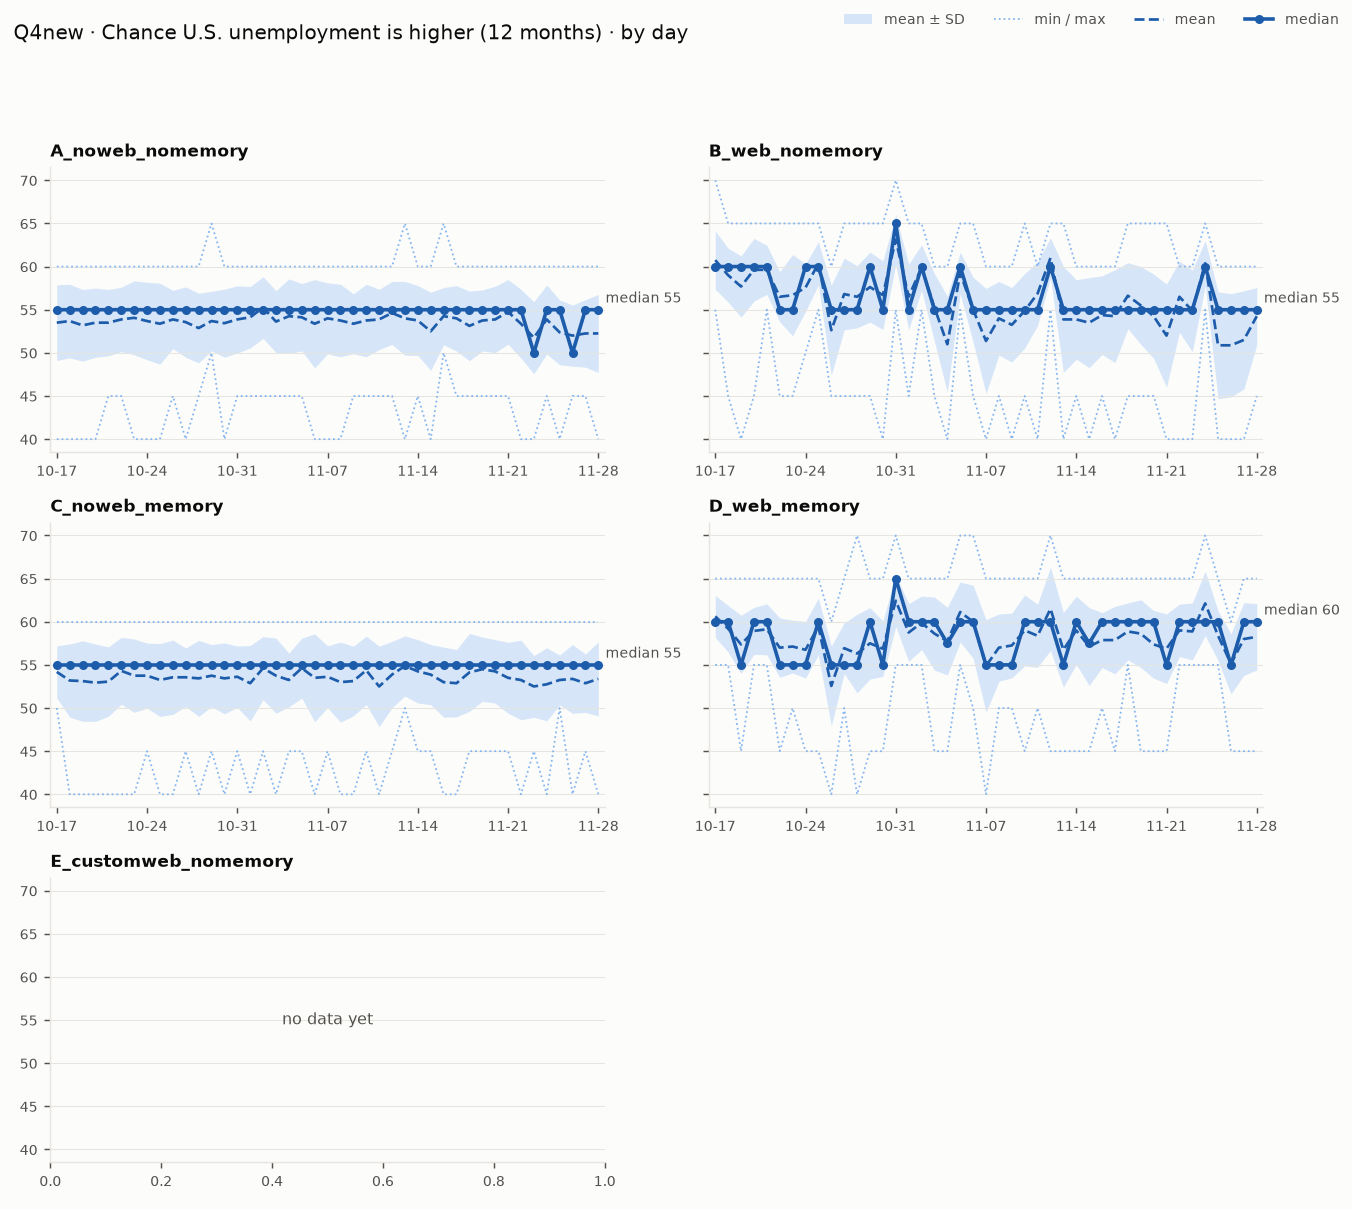 Q4new · Chance U.S. unemployment is higher (12 months) · by day
mean ± SD min / max mean median
A_noweb_nomemory
70
65
60
55
50
45
40
10-17 10-24 10-31 11-07 11-14 11-21 11-28
median 55
B_web_nomemory
10-17 10-24 10-31 11-07 11-14 11-21 11-28
median 55
C_noweb_memory
70
65
60
55
50
45
40
10-17 10-24 10-31 11-07 11-14 11-21 11-28
median 55
D_web_memory
10-17 10-24 10-31 11-07 11-14 11-21 11-28
median 60
E_customweb_nomemory
70
65
60
55
50
45
40
no data yet
0.0 0.2 0.4 0.6 0.8 1.0